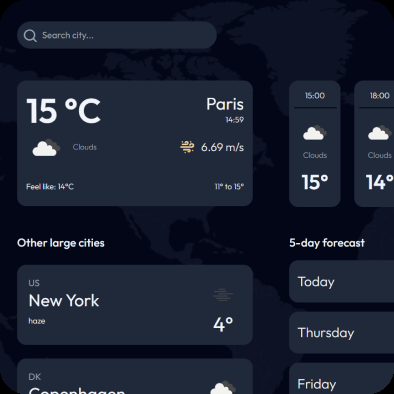 Search city...
15 °C
Paris
14:59
Clouds
6.69 m/s
Feel like: 14°C
11° to 15°
15:00
Clouds
15°
18:00
Clouds
14°
Other large cities
US
New York
haze
4°
DK
Copenhagen
5-day forecast
Today
Thursday
Friday